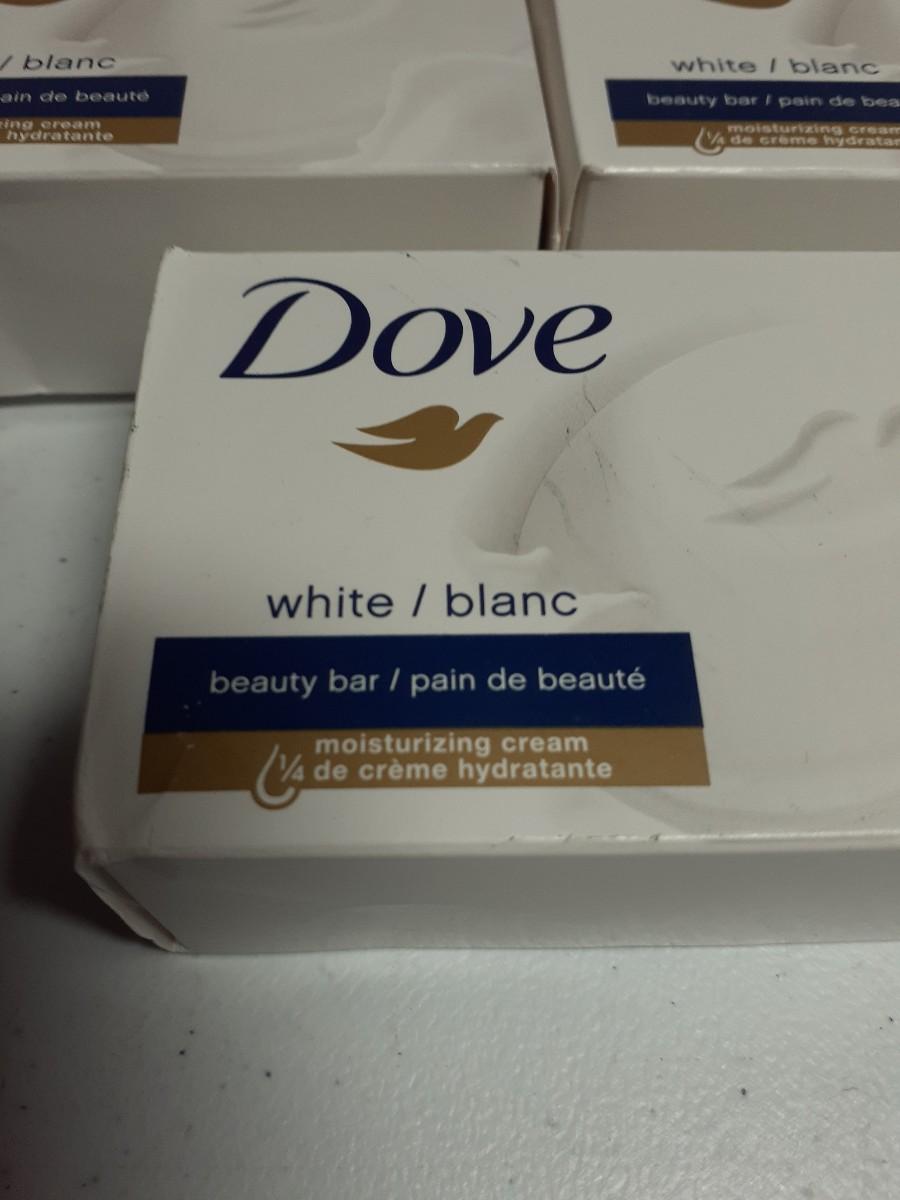 / blanc
ain de beauté
zing cream
hydratante
white / blanc
beauty bar / pain de bea
1/4 moisturizing cream
de crème hydratan
Dove
white / blanc
beauty bar / pain de beauté
moisturizing cream
1/4 de crème hydratante